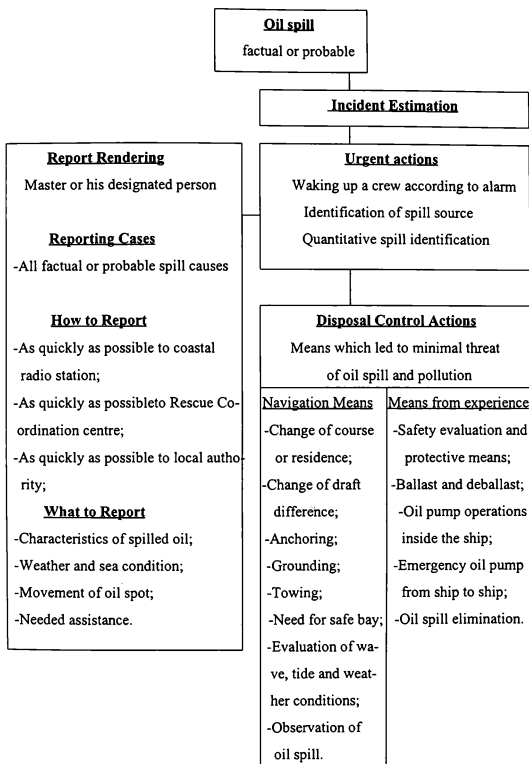 Oil spill
factual or probable
Incident Estimation
Report Rendering
Master or his designated person
Reporting Cases
-All factual or probable spill causes
How to Report
-As quickly as possible to coastal
radio station;
-As quickly as possibleto Rescue Co-
ordination centre;
-As quickly as possible to local autho-
rity;
What to Report
-Characteristics of spilled oil;
-Weather and sea condition;
-Movement of oil spot;
-Needed assistance.
Urgent actions
Waking up a crew according to alarm
Identification of spill source
Quantitative spill identification
Disposal Control Actions
Means which led to minimal threat
of oil spill and pollution
Navigation Means
-Change of course
or residence;
-Change of draft
difference;
-Anchoring;
-Grounding;
-Towing;
-Need for safe bay;
-Evaluation of wa-
ve, tide and weat-
her conditions;
-Observation of
oil spill.
Means from experience
-Safety evaluation and
protective means;
-Ballast and deballast;
-Oil pump operations
inside the ship;
-Emergency oil pump
from ship to ship;
-Oil spill elimination.